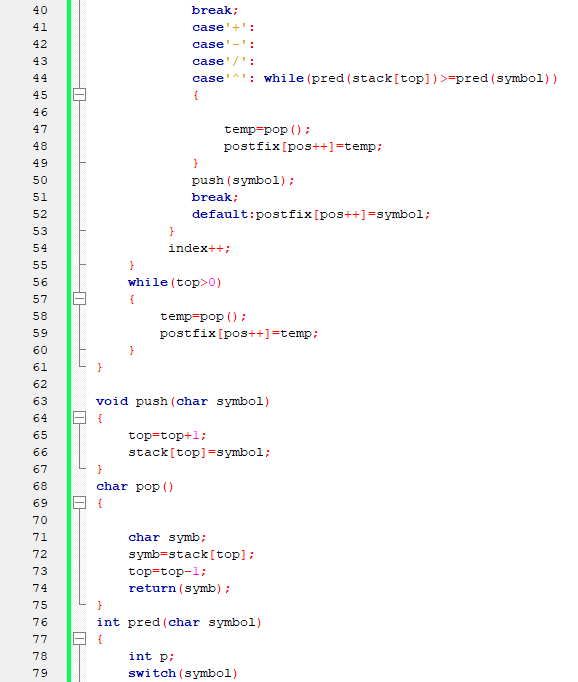 40 break;
41 case'+':
42 case'-':
43 case'/':
44 case'^': while(pred(stack[top])>=pred(symbol))
45 {
46
47 temp=pop();
48 postfix[pos++]=temp;
49 }
50 push(symbol);
51 break;
52 default:postfix[pos++]=symbol;
53 }
54 index++;
55 }
56 while(top>0)
57 {
58 temp=pop();
59 postfix[pos++]=temp;
60 }
61 }
62
63 void push(char symbol)
64 {
65 top=top+1;
66 stack[top]=symbol;
67 }
68 char pop()
69 {
70
71 char symb;
72 symb=stack[top];
73 top=top-1;
74 return(symb);
75 }
76 int pred(char symbol)
77 {
78 int p;
79 switch(symbol)